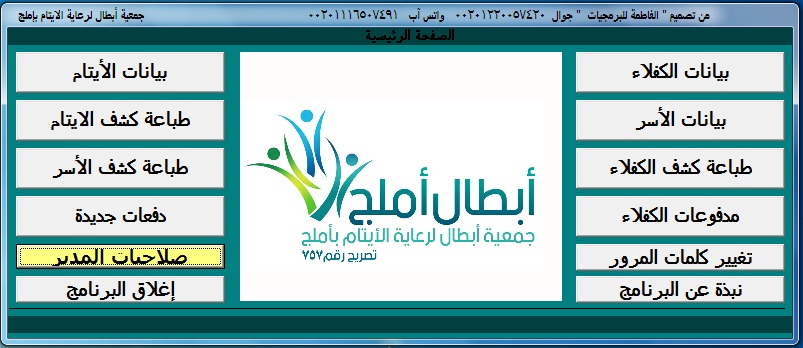 من تصميم " الفاطمة للبرمجيات " جوال ٠٠٢٠١٢٢٠٠٥٧٤٢٠ واتس آب ٠٠٢٠١١١٦٥٠٧٤٩١ جمعية أبطال لرعاية الايتام بإملج
الصفحة الرئيسية
بيانات الكفلاء
بيانات الأسر
طباعة كشف الكفلاء
مدفوعات الكفلاء
تغيير كلمات المرور
نبذة عن البرنامج
أبطال أملج
جمعية أبطال لرعاية الأيتام بأملج
تصريح رقم ٧٥٧
بيانات الأيتام
طباعة كشف الايتام
طباعة كشف الأسر
دفعات جديدة
صلاحيات المدير
إغلاق البرنامج